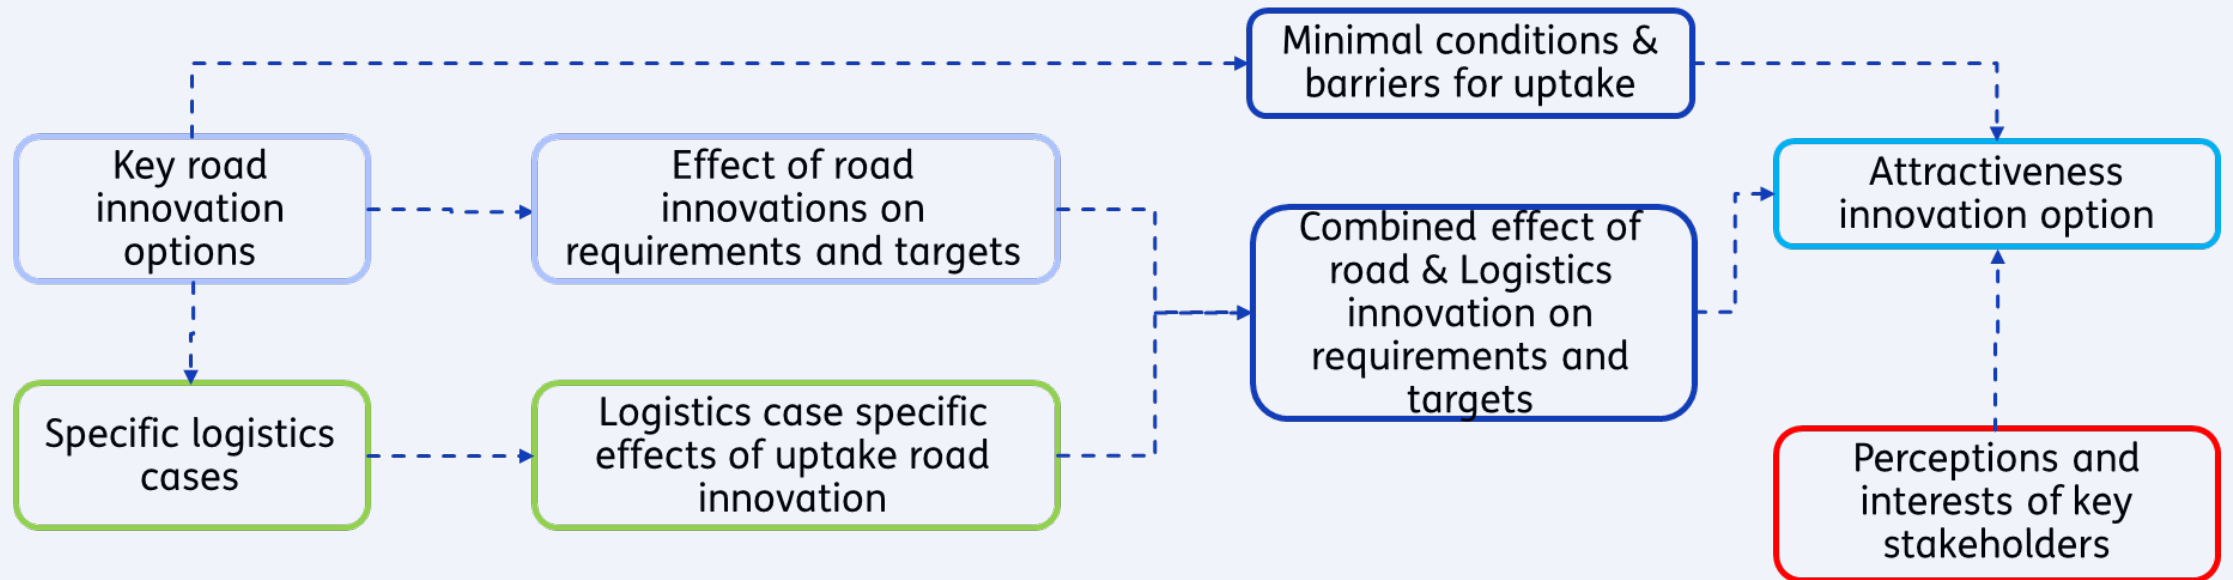 Minimal conditions &
barriers for uptake
Key road
innovation
options
Effect of road
innovations on
requirements and targets
Attractiveness
innovation option
Combined effect of
road & Logistics
innovation on
requirements and
targets
Specific logistics
cases
Logistics case specific
effects of uptake road
innovation
Perceptions and
interests of key
stakeholders